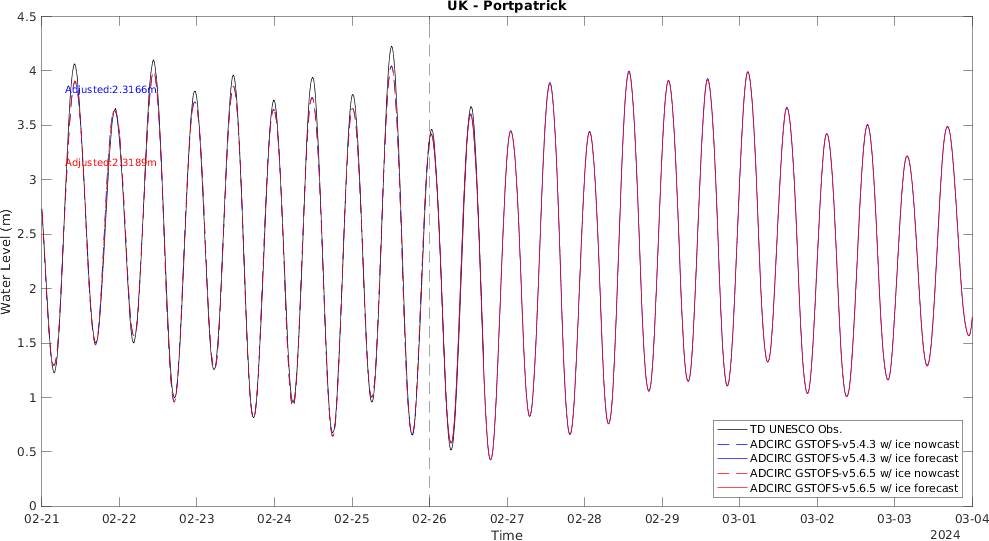 UK - Portpatrick
4.5
4
3.5
3
2.5
2
1.5
1
0.5
0
Water Level (m)
Adjusted:2.3166m
Adjusted:2.3189m
TD UNESCO Obs.
ADCIRC GSTOFS-v5.4.3 w/ ice nowcast
ADCIRC GSTOFS-v5.4.3 w/ ice forecast
ADCIRC GSTOFS-v5.6.5 w/ ice nowcast
ADCIRC GSTOFS-v5.6.5 w/ ice forecast
02-21 02-22 02-23 02-24 02-25 02-26 02-27 02-28 02-29 03-01 03-02 03-03 03-04
Time
2024